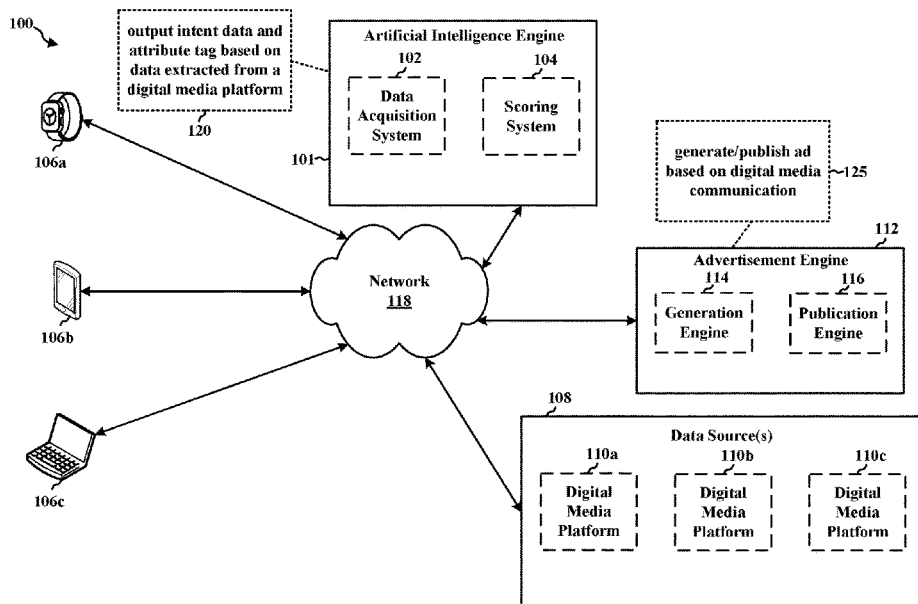 100
output intent data and
attribute tag based on
data extracted from a
digital media platform
120
Artificial Intelligence Engine
102
Data
Acquisition
System
104
Scoring
System
101
106a
106b
106c
Network
118
generate/publish ad
based on digital media
communication
125
112
Advertisement Engine
114
Generation
Engine
116
Publication
Engine
108
Data Source(s)
110a
Digital
Media
Platform
110b
Digital
Media
Platform
110c
Digital
Media
Platform